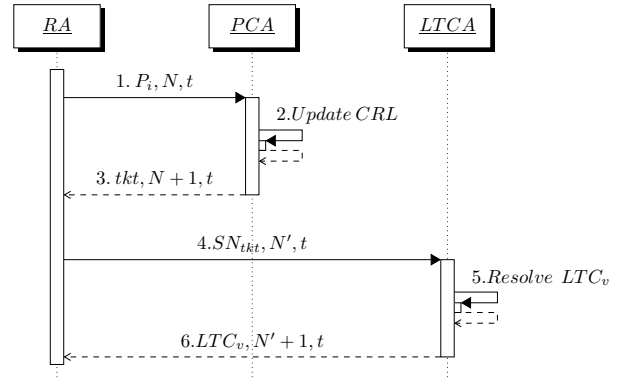 RA PCA LTCA
1. P_i, N, t
2.Update CRL
3. tkt, N + 1, t
4.SN_tkt, N′, t
5.Resolve LTC_v
6.LTC_v, N′ + 1, t